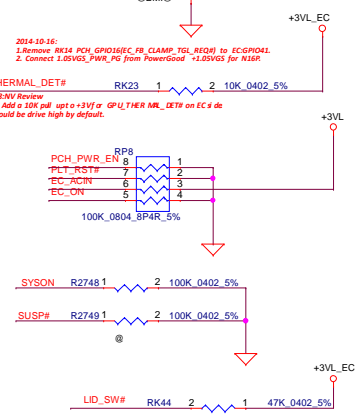 +3VL_EC
2014-10-16:
1.Remove RK14 PCH_GPIO16(EC_FB_CLAMP_TGL_REQ#) to EC:GPIO41.
2. Connect 1.05VGS_PWR_PG from PowerGood +1.05VGS for N16P.
HERMAL_DET# RK23 1 2 10K_0402_5%
:NV Review
Add a 10K pull up to +3V for GPU_THERMAL_DET# on EC side
ould be drive high by default.
+3VL
RP8
PCH_PWR_EN 8 1
PLT_RST# 7 2
EC_ACIN 6 3
EC_ON 5 4
100K_0804_8P4R_5%
SYSON R2748 1 2 100K_0402_5%
SUSP# R2749 1 2 100K_0402_5%
@
+3VL_EC
LID_SW# RK44 2 1 47K_0402_5%